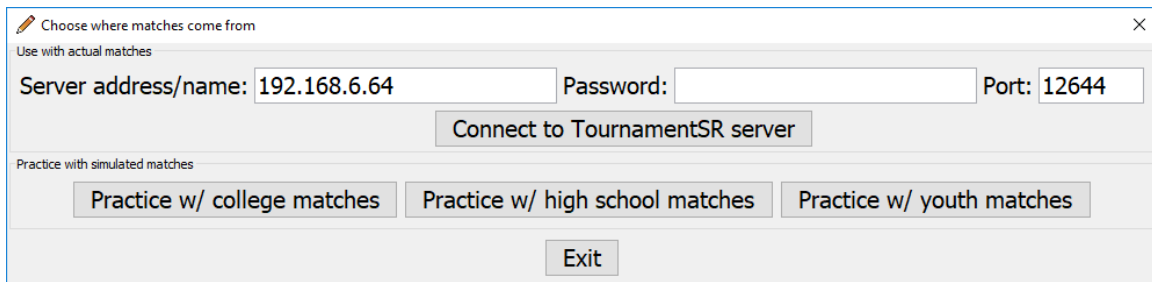 Choose where matches come from
Use with actual matches
Server address/name: 192.168.6.64 Password: Port: 12644
Connect to TournamentSR server
Practice with simulated matches
Practice w/ college matches Practice w/ high school matches Practice w/ youth matches
Exit